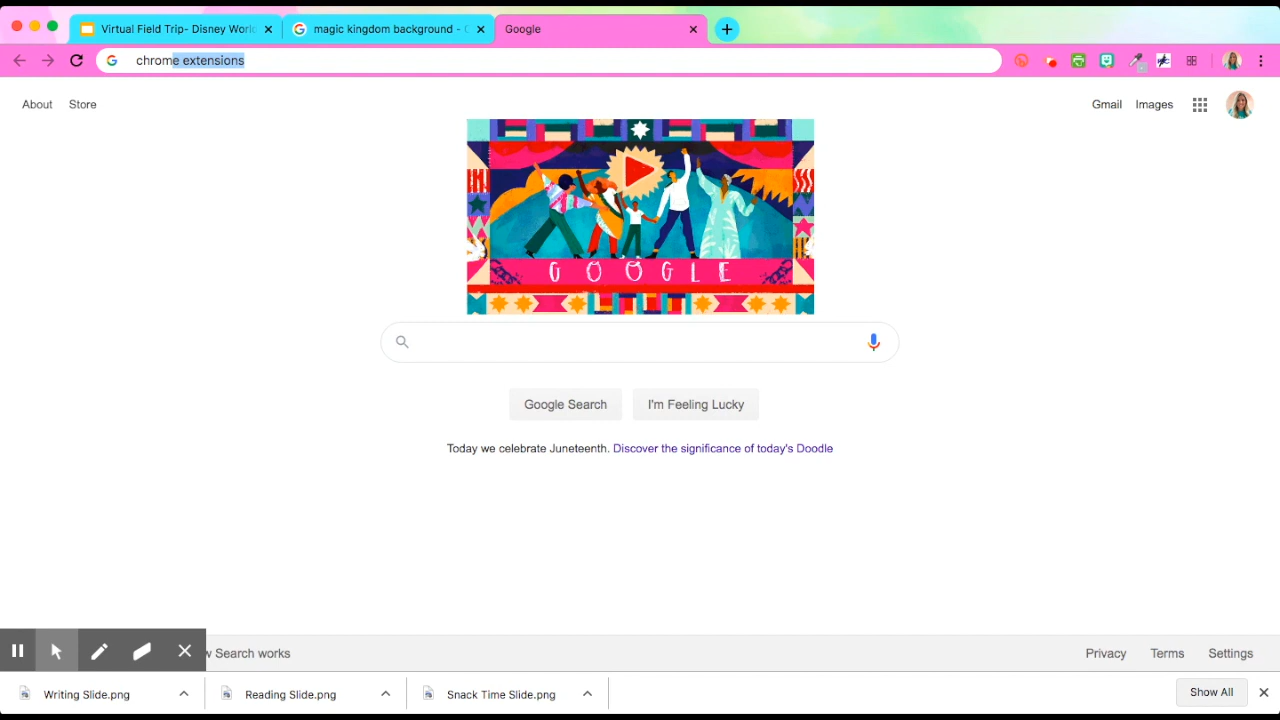 Virtual Field Trip- Disney World
magic kingdom background -
Google
chrome extensions
About
Store
Gmail
Images
GOOGLE
Google Search
I'm Feeling Lucky
Today we celebrate Juneteenth. Discover the significance of today's Doodle
Search works
Privacy
Terms
Settings
Writing Slide.png
Reading Slide.png
Snack Time Slide.png
Show All